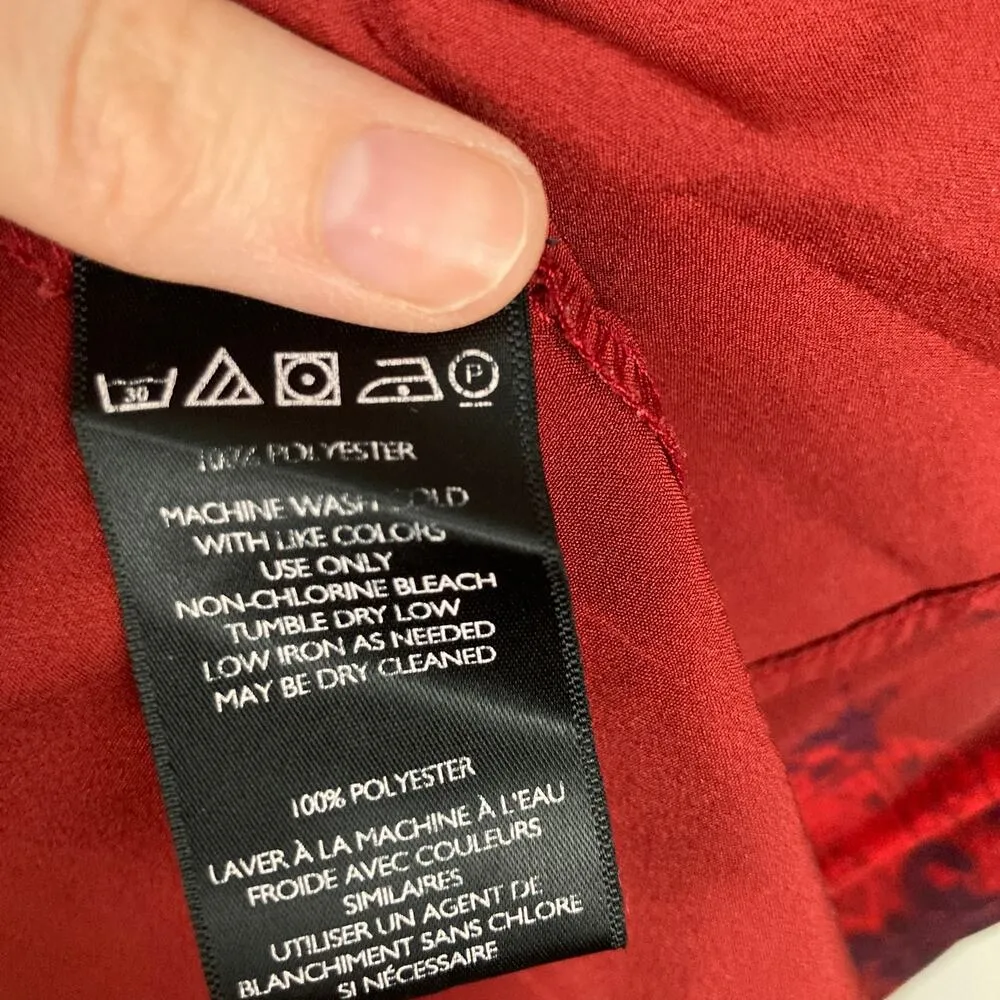 30 P
100% POLYESTER
MACHINE WASH COLD
WITH LIKE COLORS
USE ONLY
NON-CHLORINE BLEACH
TUMBLE DRY LOW
LOW IRON AS NEEDED
MAY BE DRY CLEANED
100% POLYESTER
LAVER À LA MACHINE À L'EAU
FROIDE AVEC COULEURS
SIMILAIRES
UTILISER UN AGENT DE
BLANCHIMENT SANS CHLORE
SI NÉCESSAIRE